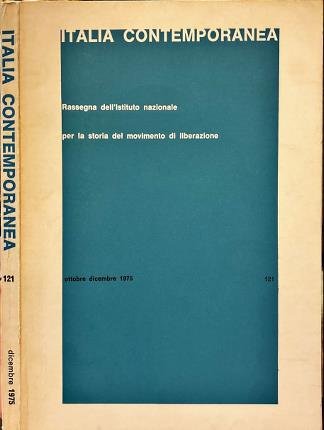 ITALIA CONTEMPORANEA
121
dicembre 1975
ITALIA CONTEMPORANEA
Rassegna dell'Istituto nazionale
per la storia del movimento di liberazione
ottobre dicembre 1975 121